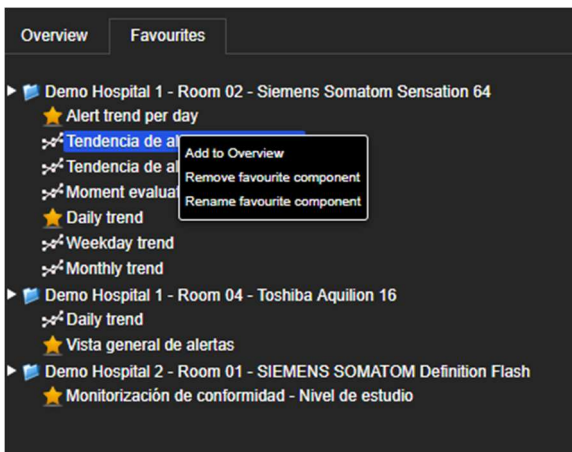 Overview Favourites
Demo Hospital 1 - Room 02 - Siemens Somatom Sensation 64
Alert trend per day
Tendencia de
Add to Overview
Tendencia de
Remove favourite component
Moment
Rename favourite component
Daily trend
Weekday trend
Monthly trend
Demo Hospital 1 - Room 04 - Toshiba Aquilion 16
Daily trend
Vista general de alertas
Demo Hospital 2 - Room 01 - SIEMENS SOMATOM Definition Flash
Monitorización de conformidad - Nivel de estudio